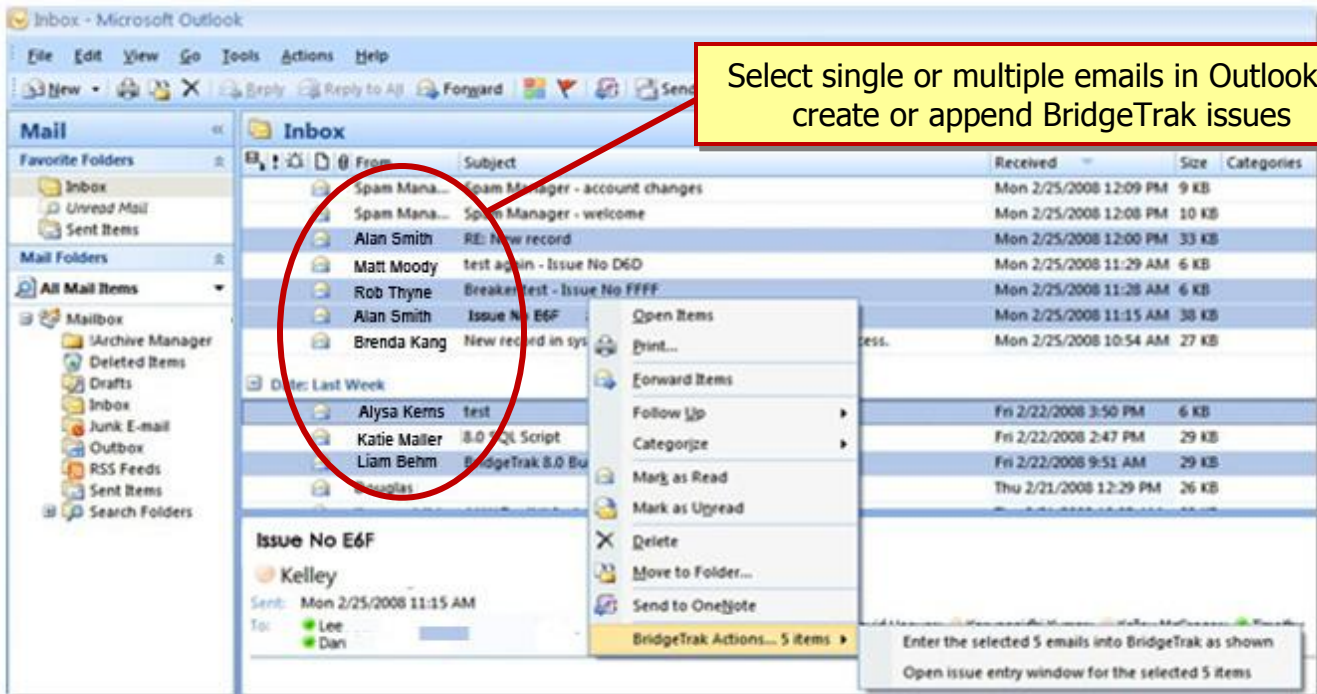 Inbox - Microsoft Outlook
File Edit View Go Tools Actions Help
New Reply Reply to All Forward Send
Select single or multiple emails in Outlook
create or append BridgeTrak issues
Mail
Favorite Folders
Inbox
Unread Mail
Sent Items
Mail Folders
All Mail Items
Mailbox
!Archive Manager
Deleted Items
Drafts
Inbox
Junk E-mail
Outbox
RSS Feeds
Sent Items
Search Folders
Inbox
From Subject Received Size Categories
Spam Mana... Spam Manager - account changes Mon 2/25/2008 12:09 PM 9 KB
Spam Mana... Spam Manager - welcome Mon 2/25/2008 12:08 PM 10 KB
Alan Smith RE: New record Mon 2/25/2008 12:00 PM 33 KB
Matt Moody test again - Issue No D6D Mon 2/25/2008 11:29 AM 6 KB
Rob Thyne Breaker test - Issue No FFFF Mon 2/25/2008 11:28 AM 6 KB
Alan Smith Issue No E6F Mon 2/25/2008 11:15 AM 38 KB
Brenda Kang New record in sys ess. Mon 2/25/2008 10:54 AM 27 KB
Date: Last Week
Alysa Kerns test Fri 2/22/2008 3:50 PM 6 KB
Katie Maller 8.0 SQL Script Fri 2/22/2008 2:47 PM 29 KB
Liam Behm BridgeTrak 8.0 Bu Fri 2/22/2008 9:51 AM 29 KB
Douglas Thu 2/21/2008 12:29 PM 26 KB
Open Items
Print...
Forward Items
Follow Up
Categorize
Mark as Read
Mark as Unread
Delete
Move to Folder...
Send to OneNote
BridgeTrak Actions... 5 items
Enter the selected 5 emails into BridgeTrak as shown
Open issue entry window for the selected 5 items
Issue No E6F
Kelley
Sent: Mon 2/25/2008 11:15 AM
To: Lee
Dan